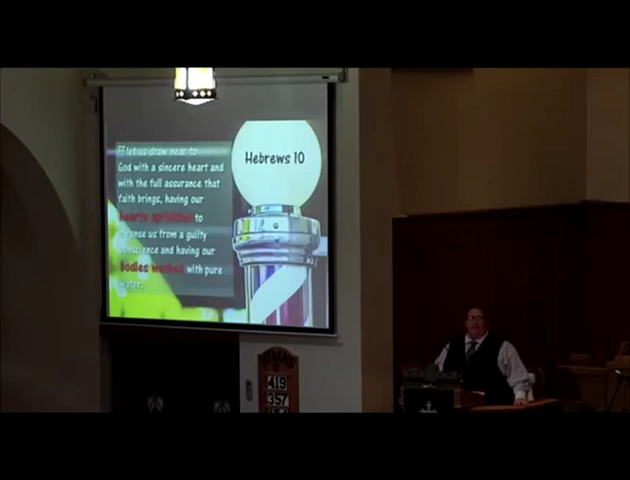 Hebrews 10
22 let us draw near to
God with a sincere heart and
with the full assurance that
faith brings, having our
hearts sprinkled to
cleanse us from a guilty
conscience and having our
bodies washed with pure
water.
HYMNS
419
357